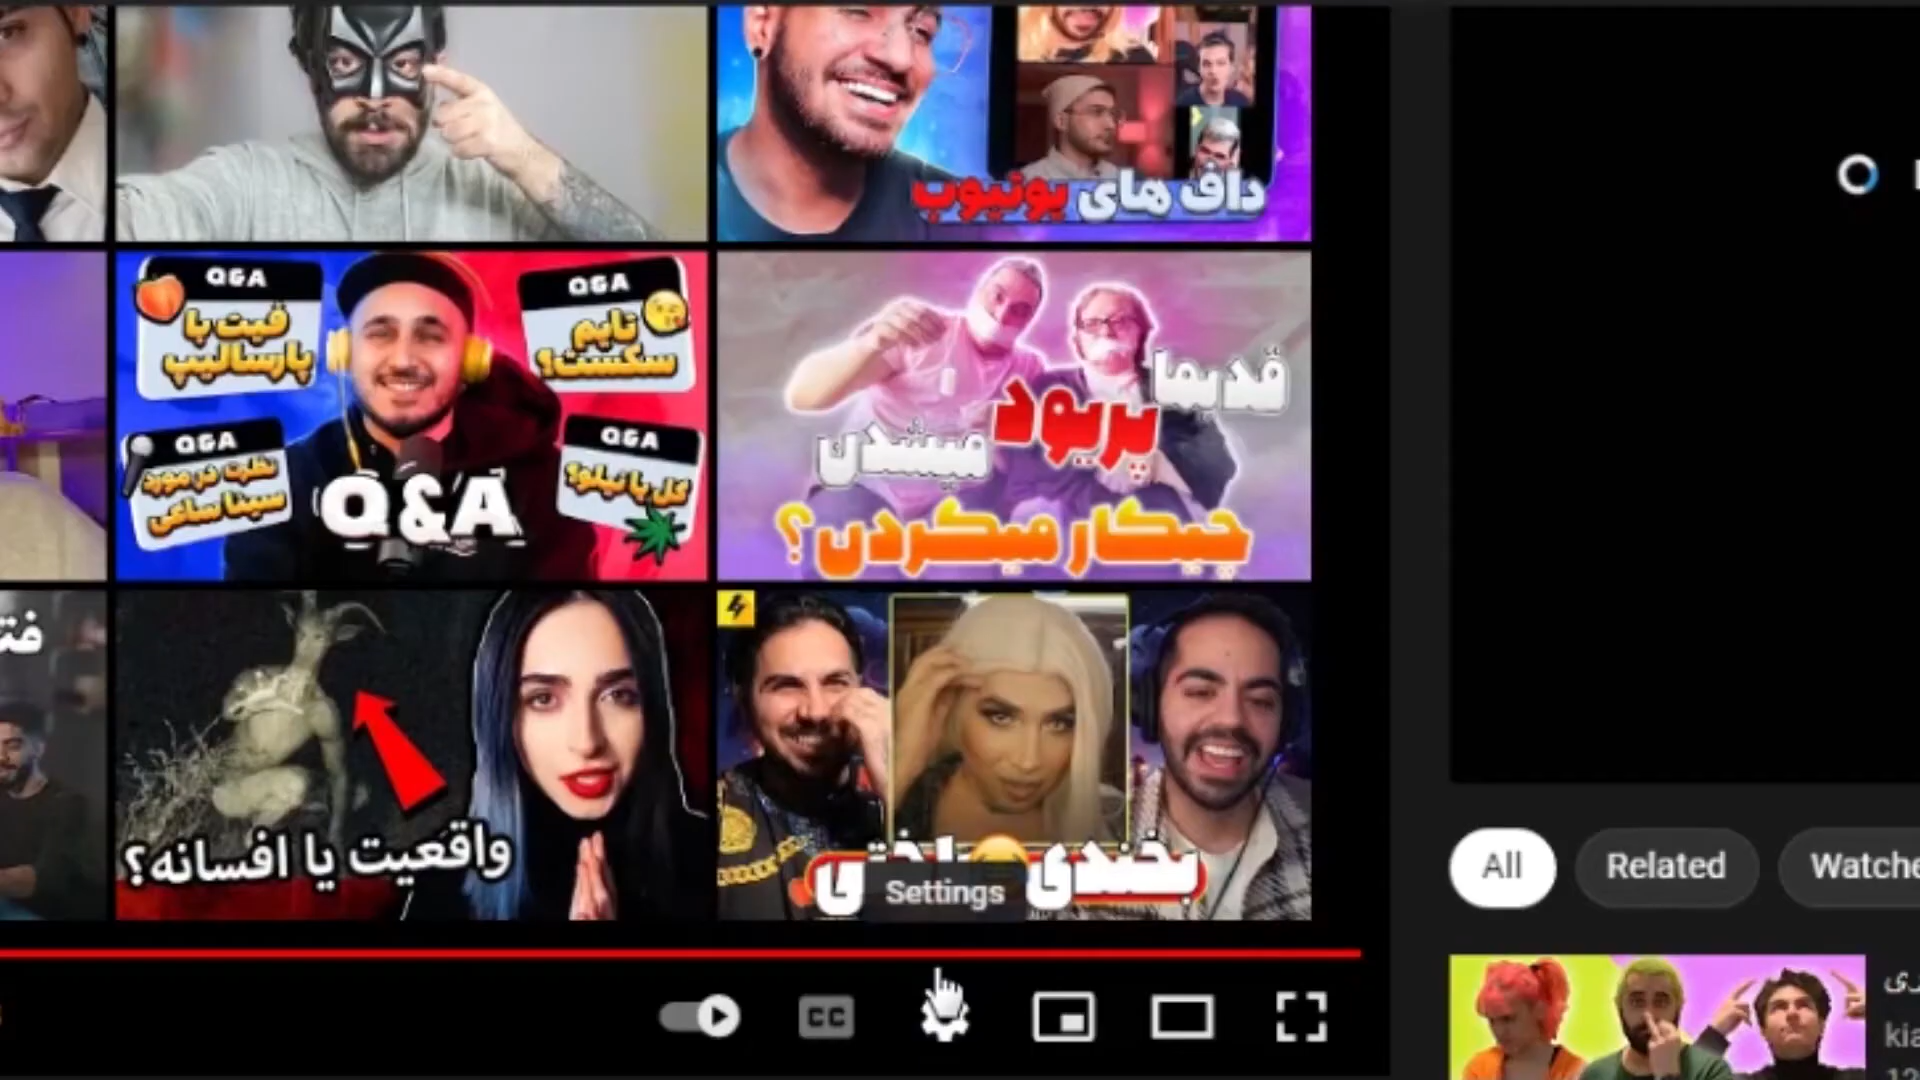 داف های یوتیوب
Q&A
فیت با
پارسالیپ
Q&A
تایم
سکست؟
Q&A
نظرت در مورد
سینا ساعی
Q&A
گل یا نیلو؟
Q&A
قدیما
پریود
میشدن
چیکار میکردن؟
واقعیت یا افسانه؟
بخندی
Settings
CC
All
Related